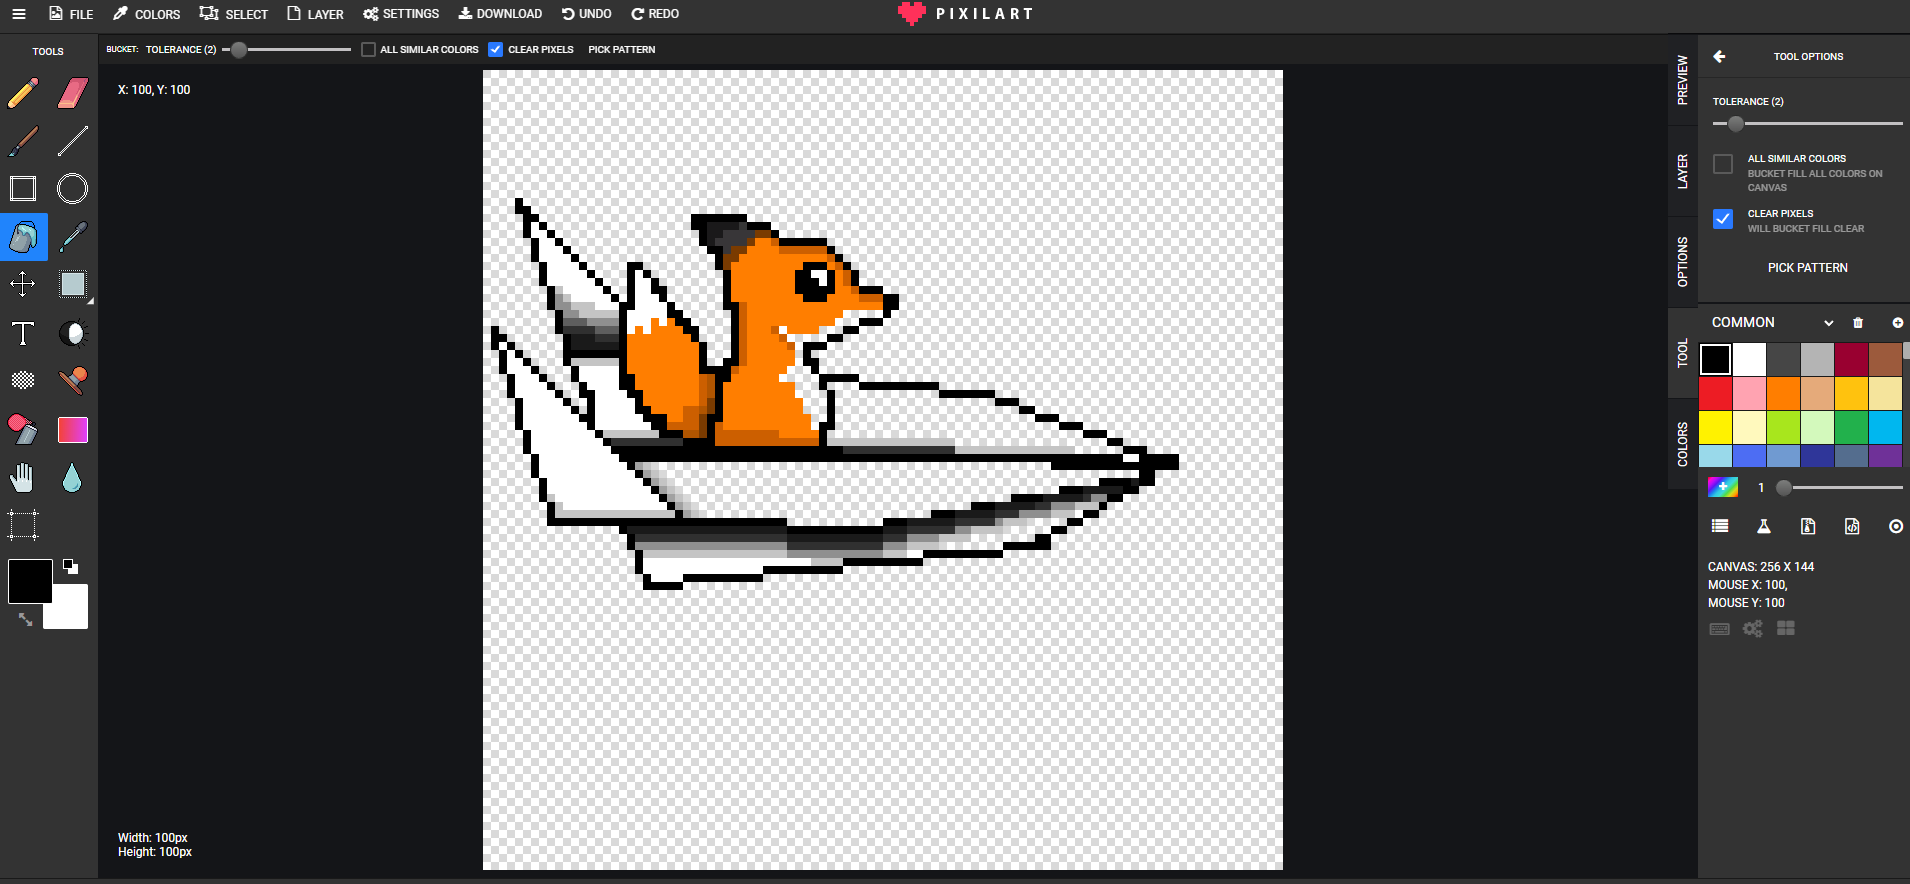 FILE COLORS SELECT LAYER SETTINGS DOWNLOAD UNDO REDO PIXILART
TOOLS
BUCKET: TOLERANCE (2) ALL SIMILAR COLORS CLEAR PIXELS PICK PATTERN
X: 100, Y: 100
Width: 100px
Height: 100px
PREVIEW
LAYER
OPTIONS
TOOL
COLORS
TOOL OPTIONS
TOLERANCE (2)
ALL SIMILAR COLORS
BUCKET FILL ALL COLORS ON
CANVAS
CLEAR PIXELS
WILL BUCKET FILL CLEAR
PICK PATTERN
COMMON
1
CANVAS: 256 X 144
MOUSE X: 100,
MOUSE Y: 100